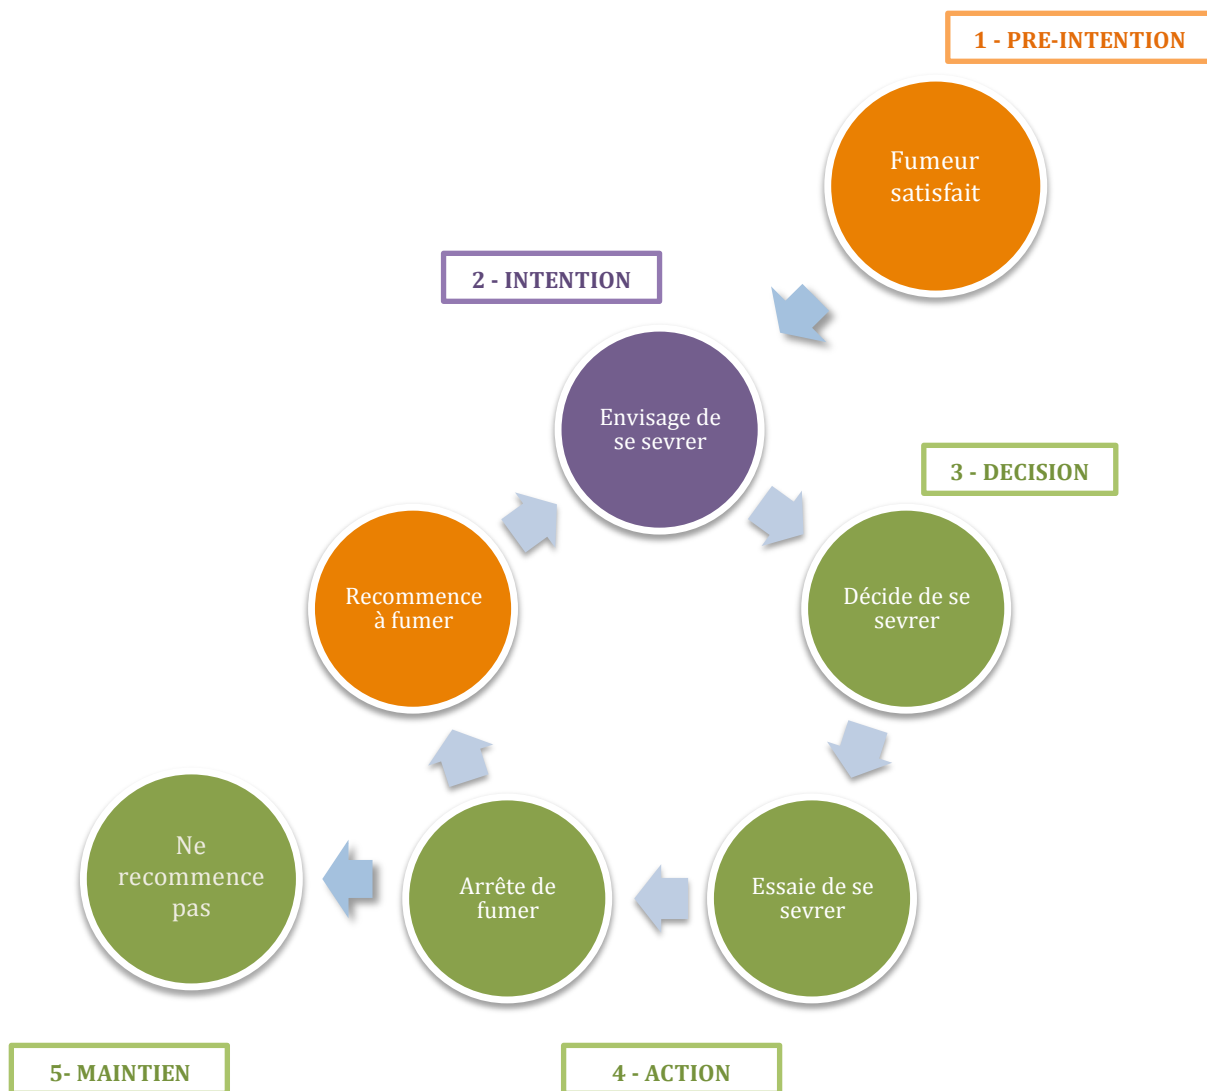 1 - PRE-INTENTION
Fumeur
satisfait
2 - INTENTION
Envisage de
se sevrer
3 - DECISION
Décide de se
sevrer
Recommence
à fumer
Essaie de se
sevrer
Arrête de
fumer
Ne
recommence
pas
5- MAINTIEN
4 - ACTION